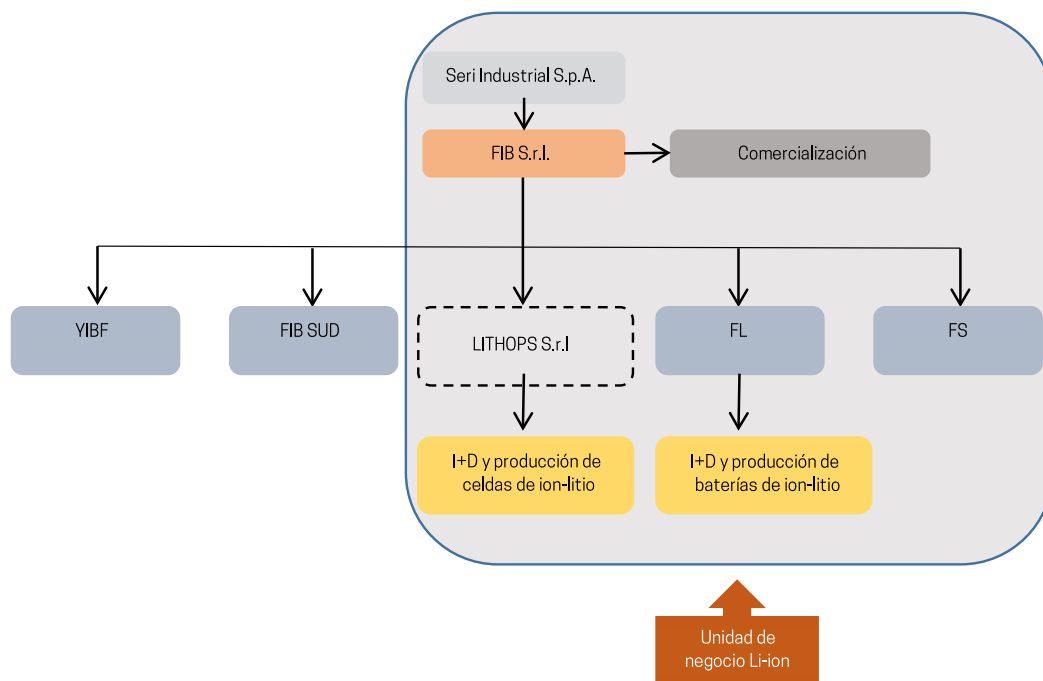 Seri Industrial S.p.A.
FIB S.r.l.
Comercialización
YIBF
FIB SUD
LITHOPS S.r.l
FL
FS
I+D y producción de
celdas de ion-litio
I+D y producción de
baterías de ion-litio
Unidad de
negocio Li-ion